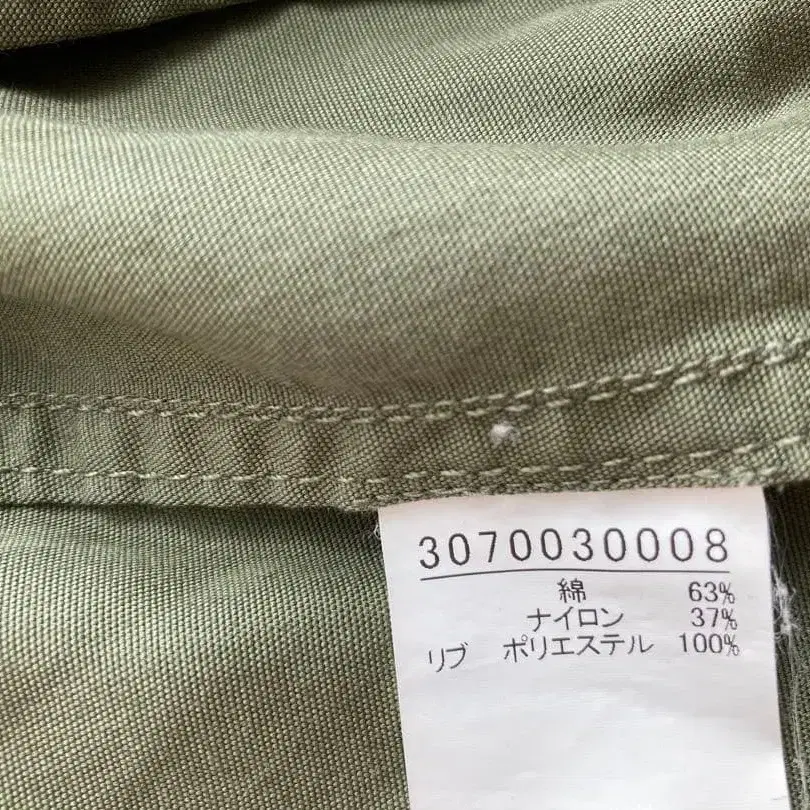 3070030008
綿 63%
ナイロン 37%
リブ ポリエステル 100%